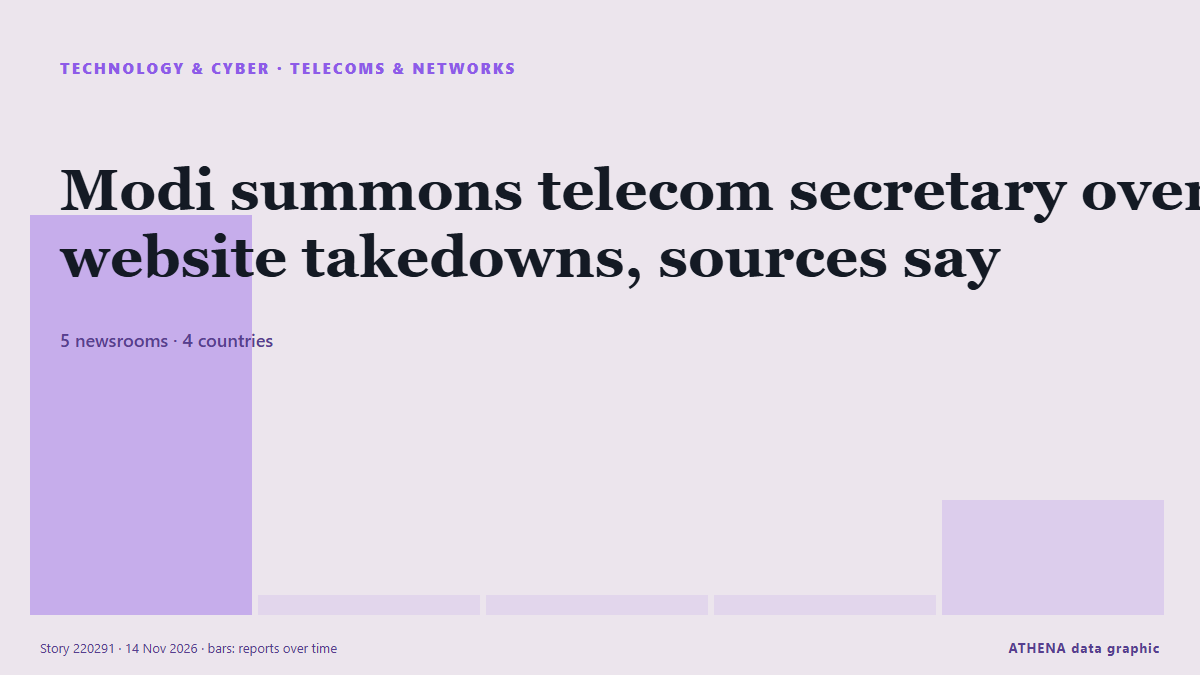 TECHNOLOGY & CYBER · TELECOMS & NETWORKS
Modi summons telecom secretary over
website takedowns, sources say
5 newsrooms · 4 countries
Story 220291 · 14 Nov 2026 · bars: reports over time
ATHENA data graphic